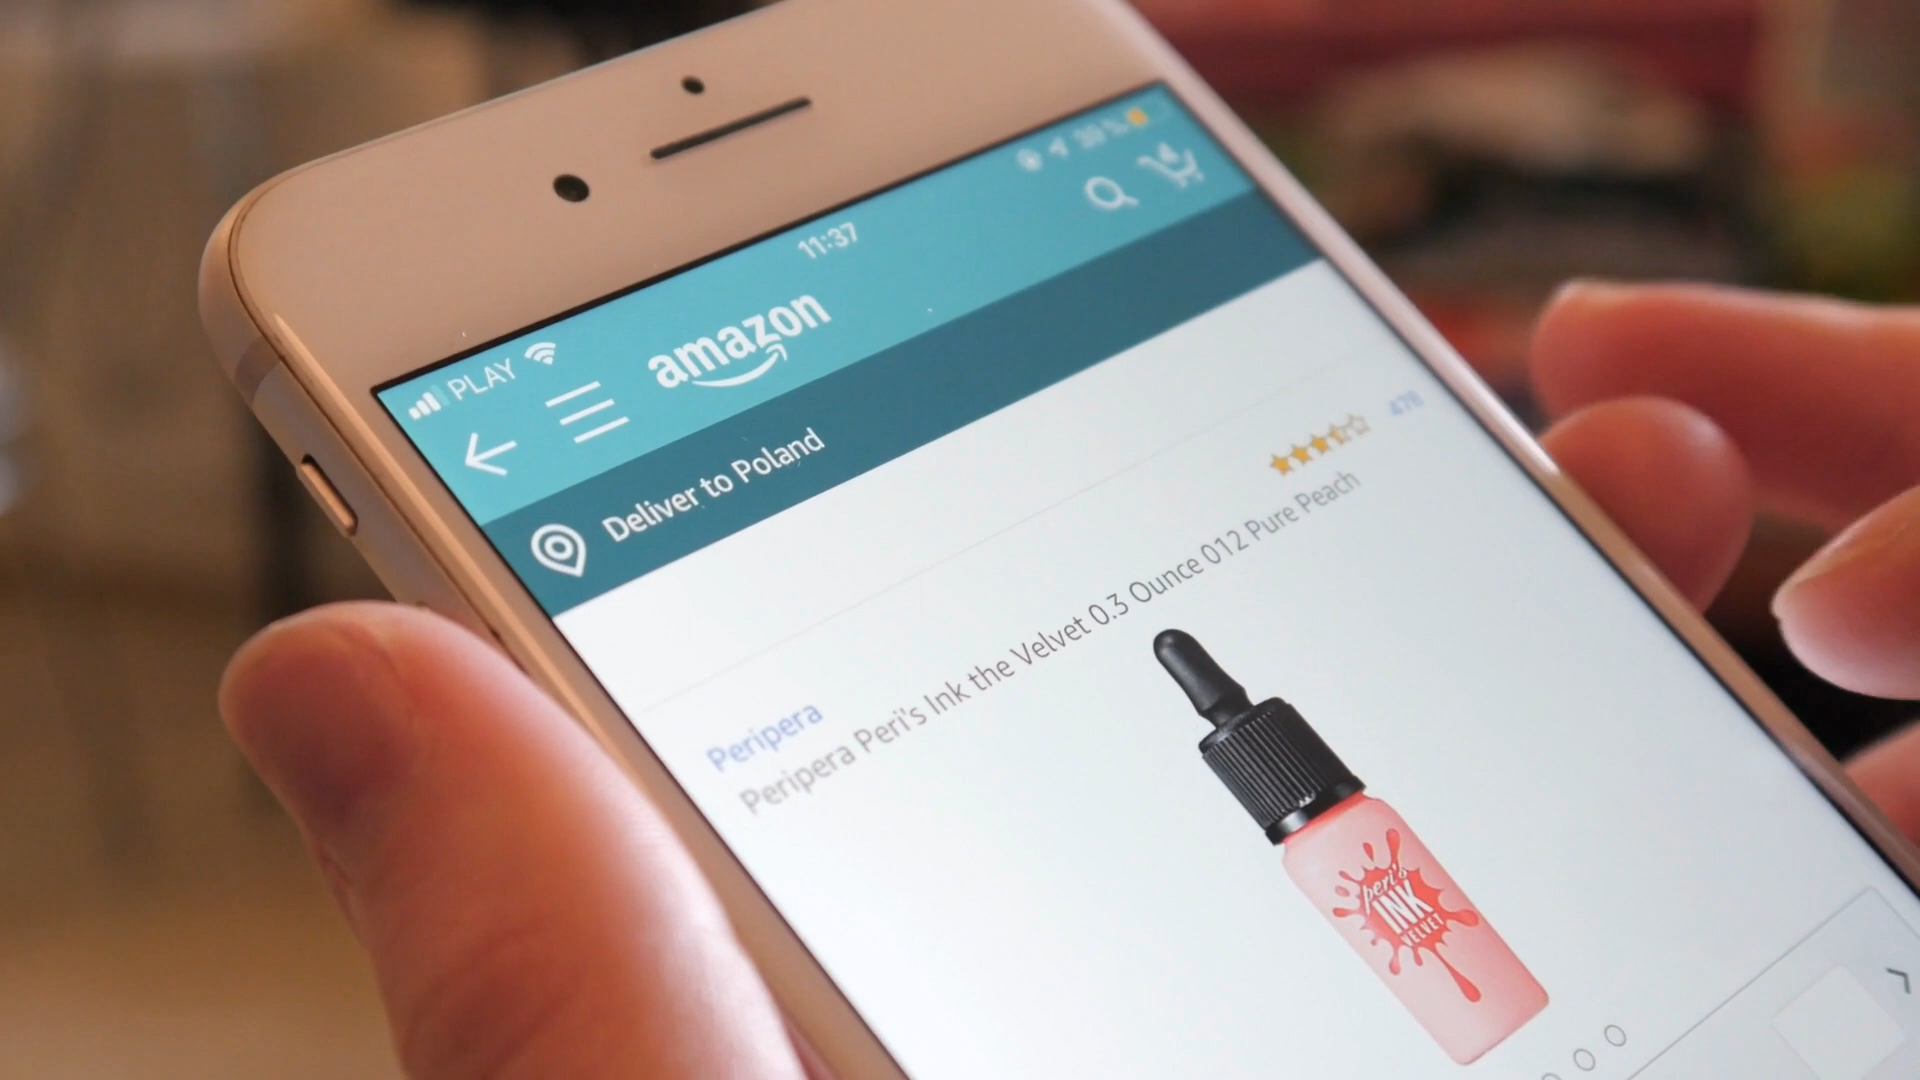 PLAY
11:37
amazon
Deliver to Poland
Peripera
Peripera Peri's Ink the Velvet 0.3 Ounce 012 Pure Peach
peri's
INK
VELVET